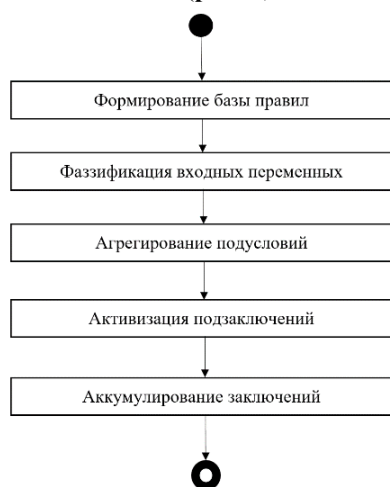 Формирование базы правил
Фаззификация входных переменных
Агрегирование подусловий
Активизация подзаключений
Аккумулирование заключений